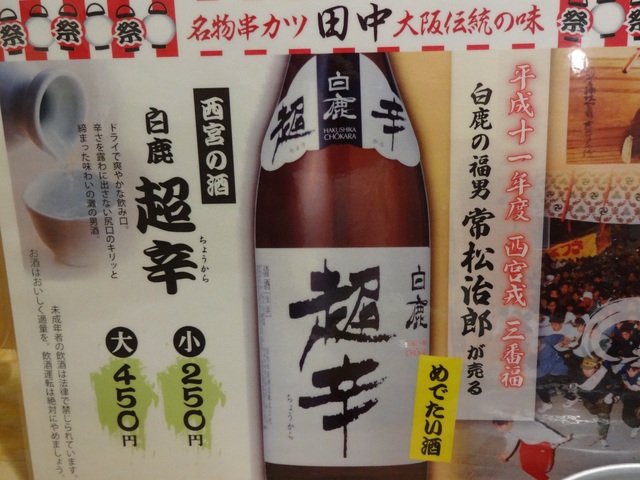 祭 祭 祭 名物串カツ 田中 大阪伝統の味 祭 祭
平成十一年度 西宮戎 三番福
白鹿の福男 常松治郎が売る
めでたい酒
白鹿
超辛
HAKUSHIKA
CHOKARA
白鹿
超辛
ちょうから
西宮の酒
白鹿 超辛
ちょうから
ドライで爽やかな飲み口。
辛さを露わに出さない尻口のキリッと
締まった味わいの灘の男酒。
小 250円
大 450円
未成年者の飲酒は法律で禁じられています。
お酒はおいしく適量を。飲酒運転は絶対にやめましょう。